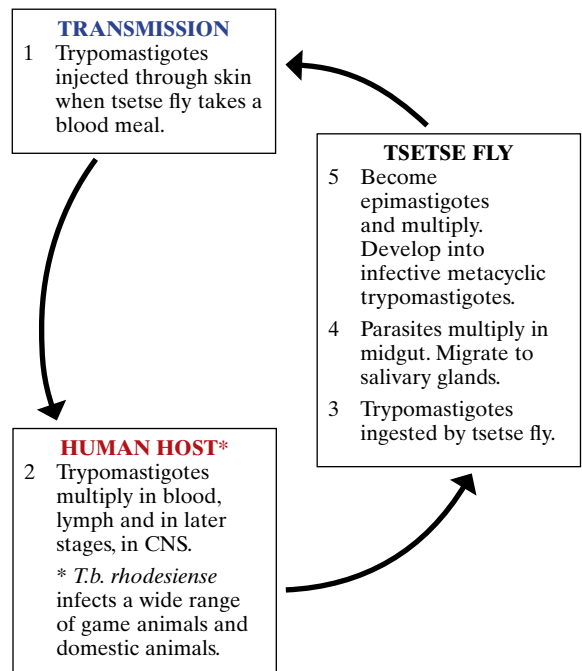 TRANSMISSION
1 Trypomastigotes
injected through skin
when tsetse fly takes a
blood meal.
TSETSE FLY
5 Become
epimastigotes
and multiply.
Develop into
infective metacyclic
trypomastigotes.
4 Parasites multiply in
midgut. Migrate to
salivary glands.
3 Trypomastigotes
ingested by tsetse fly.
HUMAN HOST*
2 Trypomastigotes
multiply in blood,
lymph and in later
stages, in CNS.
* T.b. rhodesiense
infects a wide range
of game animals and
domestic animals.